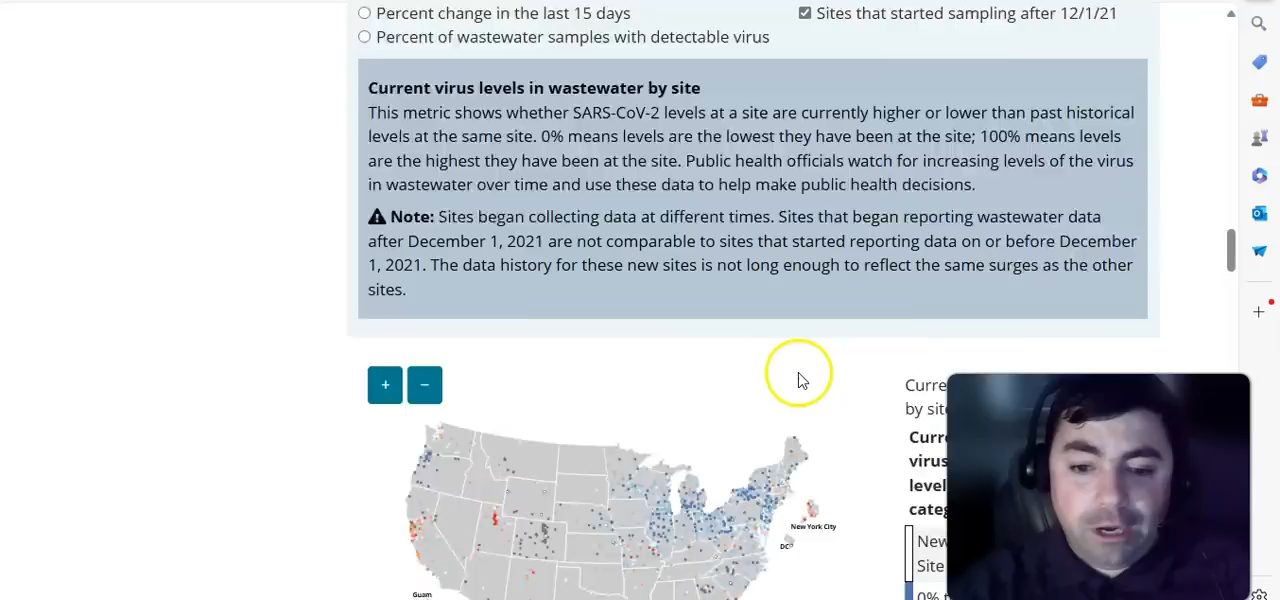 Percent change in the last 15 days
Sites that started sampling after 12/1/21
Percent of wastewater samples with detectable virus
Current virus levels in wastewater by site
This metric shows whether SARS-CoV-2 levels at a site are currently higher or lower than past historical
levels at the same site. 0% means levels are the lowest they have been at the site; 100% means levels
are the highest they have been at the site. Public health officials watch for increasing levels of the virus
in wastewater over time and use these data to help make public health decisions.
Note: Sites began collecting data at different times. Sites that began reporting wastewater data
after December 1, 2021 are not comparable to sites that started reporting data on or before December
1, 2021. The data history for these new sites is not long enough to reflect the same surges as the other
sites.
+ −
Curre
by site
Curr
virus
level
categ
New
Site
0% t
New York City
DC
Guam